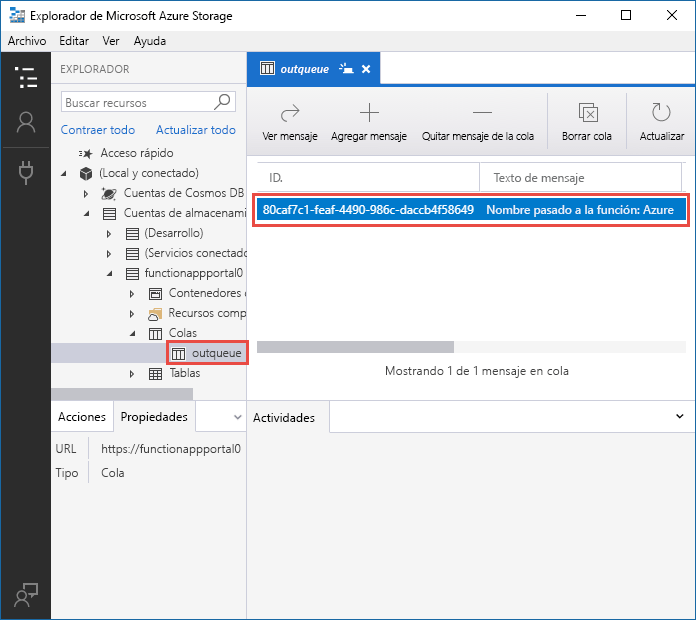 Explorador de Microsoft Azure Storage
Archivo Editar Ver Ayuda
EXPLORADOR
Buscar recursos
Contraer todo Actualizar todo
Acceso rápido
(Local y conectado)
Cuentas de Cosmos DB
Cuentas de almacenami
(Desarrollo)
(Servicios conectado
functionappportal0
Contenedores
Recursos comp
Colas
outqueue
Tablas
Acciones Propiedades
URL https://functionappportal0
Tipo Cola
outqueue
Ver mensaje Agregar mensaje Quitar mensaje de la cola Borrar cola Actualizar
ID. Texto de mensaje
80caf7c1-feaf-4490-986c-daccb4f58649 Nombre pasado a la función: Azure
Mostrando 1 de 1 mensaje en cola
Actividades